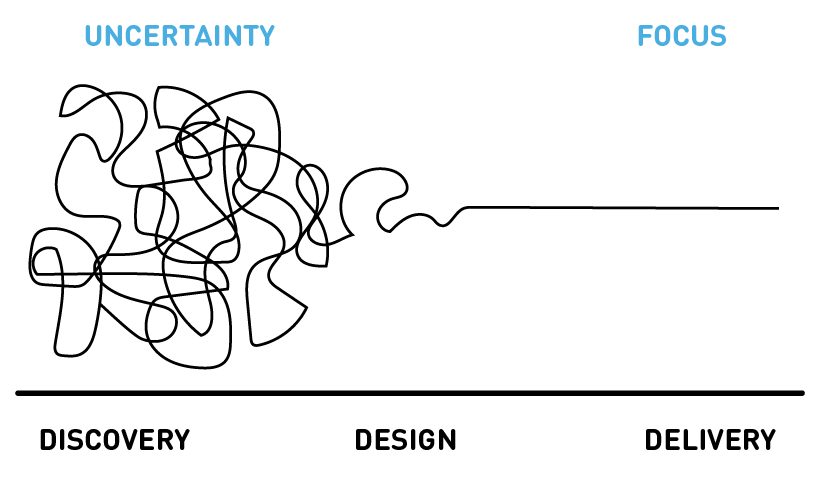 UNCERTAINTY FOCUS
DISCOVERY DESIGN DELIVERY